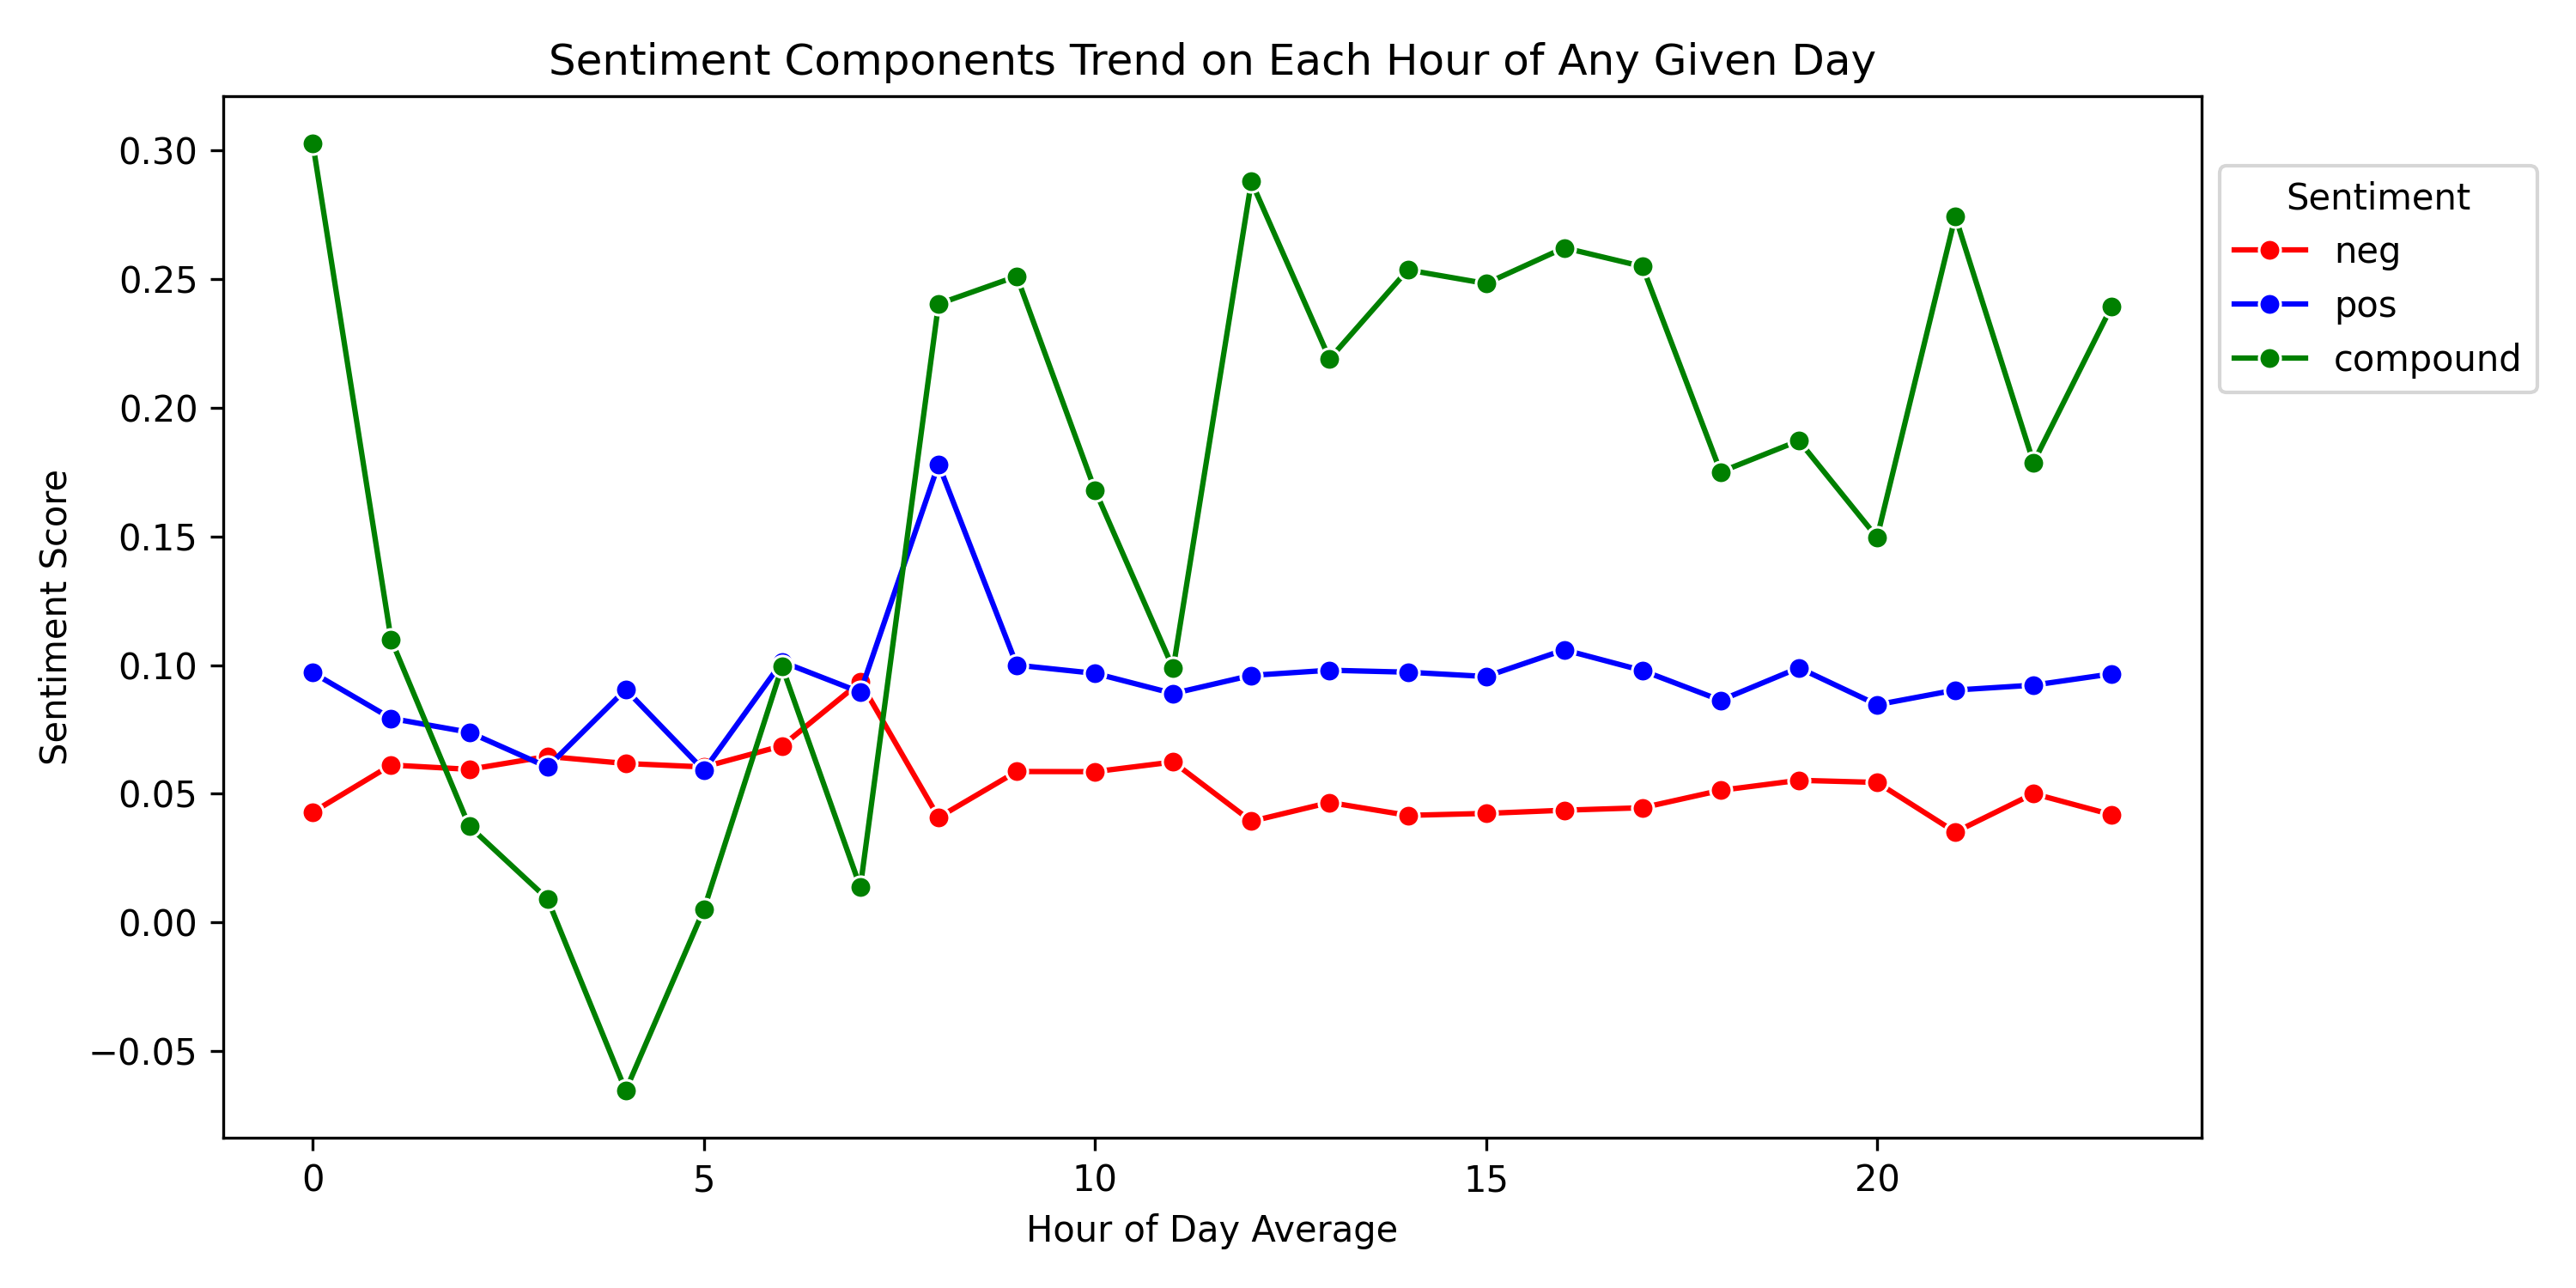 Sentiment Components Trend on Each Hour of Any Given Day
Sentiment Score
0.30
0.25
0.20
0.15
0.10
0.05
0.00
−0.05
0
5
10
15
20
Hour of Day Average
Sentiment
neg
pos
compound